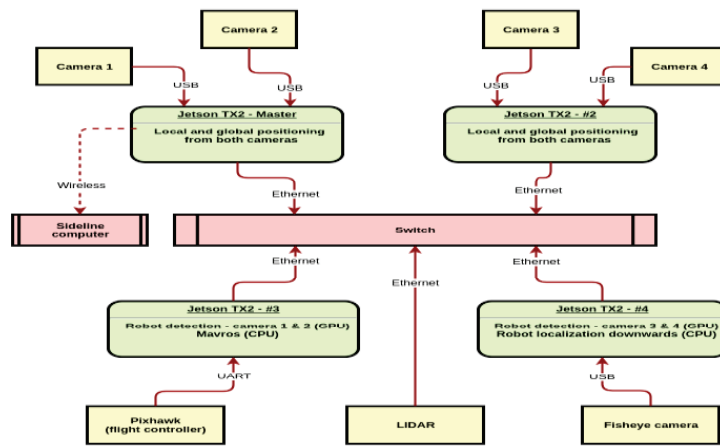 Camera 2
Camera 3
Camera 1
Camera 4
USB
USB
USB
USB
Jetson TX2 - Master
Local and global positioning
from both cameras
Jetson TX2 - #2
Local and global positioning
from both cameras
Wireless
Ethernet
Ethernet
Sideline
computer
Switch
Ethernet
Ethernet
Ethernet
Jetson TX2 - #3
Robot detection - camera 1 & 2 (GPU)
Mavros (CPU)
Jetson TX2 - #4
Robot detection - camera 3 & 4 (GPU)
Robot localization downwards (CPU)
UART
USB
Pixhawk
(flight controller)
LIDAR
Fisheye camera